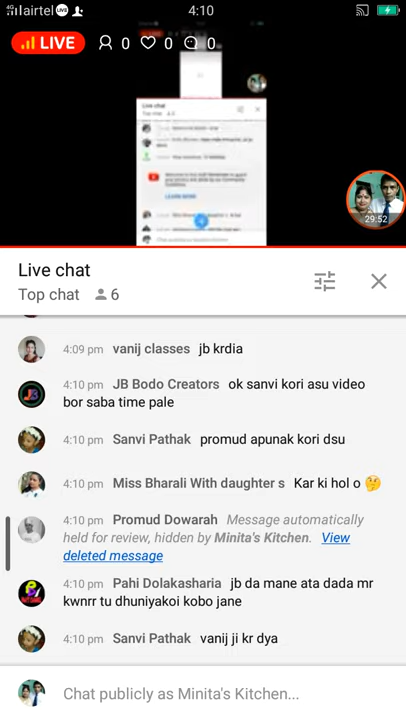 4G airtel LIVE 4:10
LIVE 0 0 0
Live chat
29:52
Live chat
Top chat 6
4:09 pm vanij classes jb krdia
4:10 pm JB Bodo Creators ok sanvi kori asu video
bor saba time pale
4:10 pm Sanvi Pathak promud apunak kori dsu
4:10 pm Miss Bharali With daughter s Kar ki hol o 🤔
4:10 pm Promud Dowarah Message automatically
held for review, hidden by Minita's Kitchen. View
deleted message
4:10 pm Pahi Dolakasharia jb da mane ata dada mr
kwnrr tu dhuniyakoi kobo jane
4:10 pm Sanvi Pathak vanij ji kr dya
Chat publicly as Minita's Kitchen...